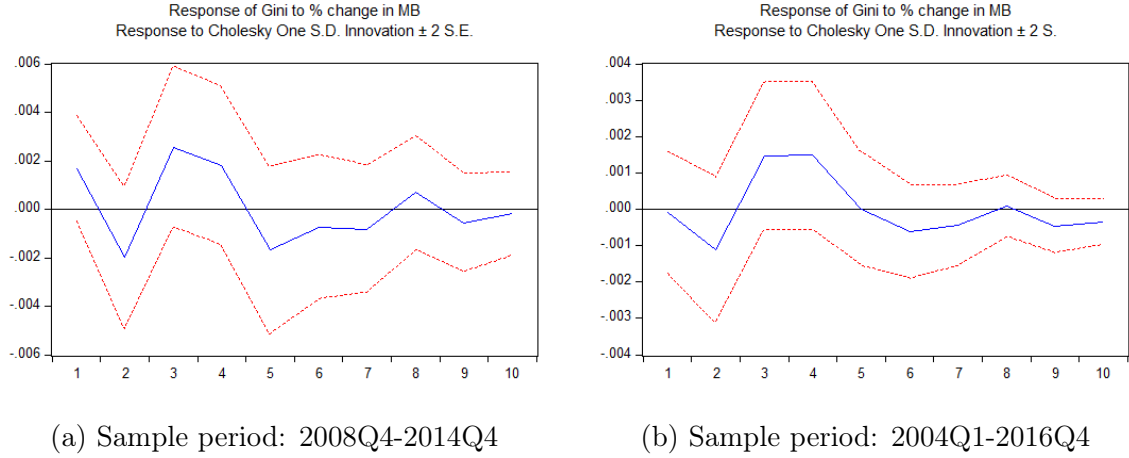 Response of Gini to % change in MB
Response to Cholesky One S.D. Innovation ± 2 S.E.
.006
.004
.002
.000
-.002
-.004
-.006
1 2 3 4 5 6 7 8 9 10
(a) Sample period: 2008Q4-2014Q4
Response of Gini to % change in MB
Response to Cholesky One S.D. Innovation ± 2 S.
.004
.003
.002
.001
.000
-.001
-.002
-.003
-.004
1 2 3 4 5 6 7 8 9 10
(b) Sample period: 2004Q1-2016Q4